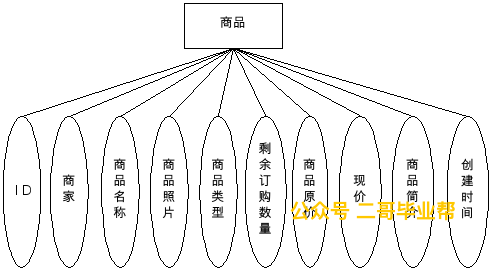 商品
ID
商家
商品名称
商品照片
商品类型
剩余订购数量
商品原价
现价
商品简介
创建时间
公众号 二哥毕业帮